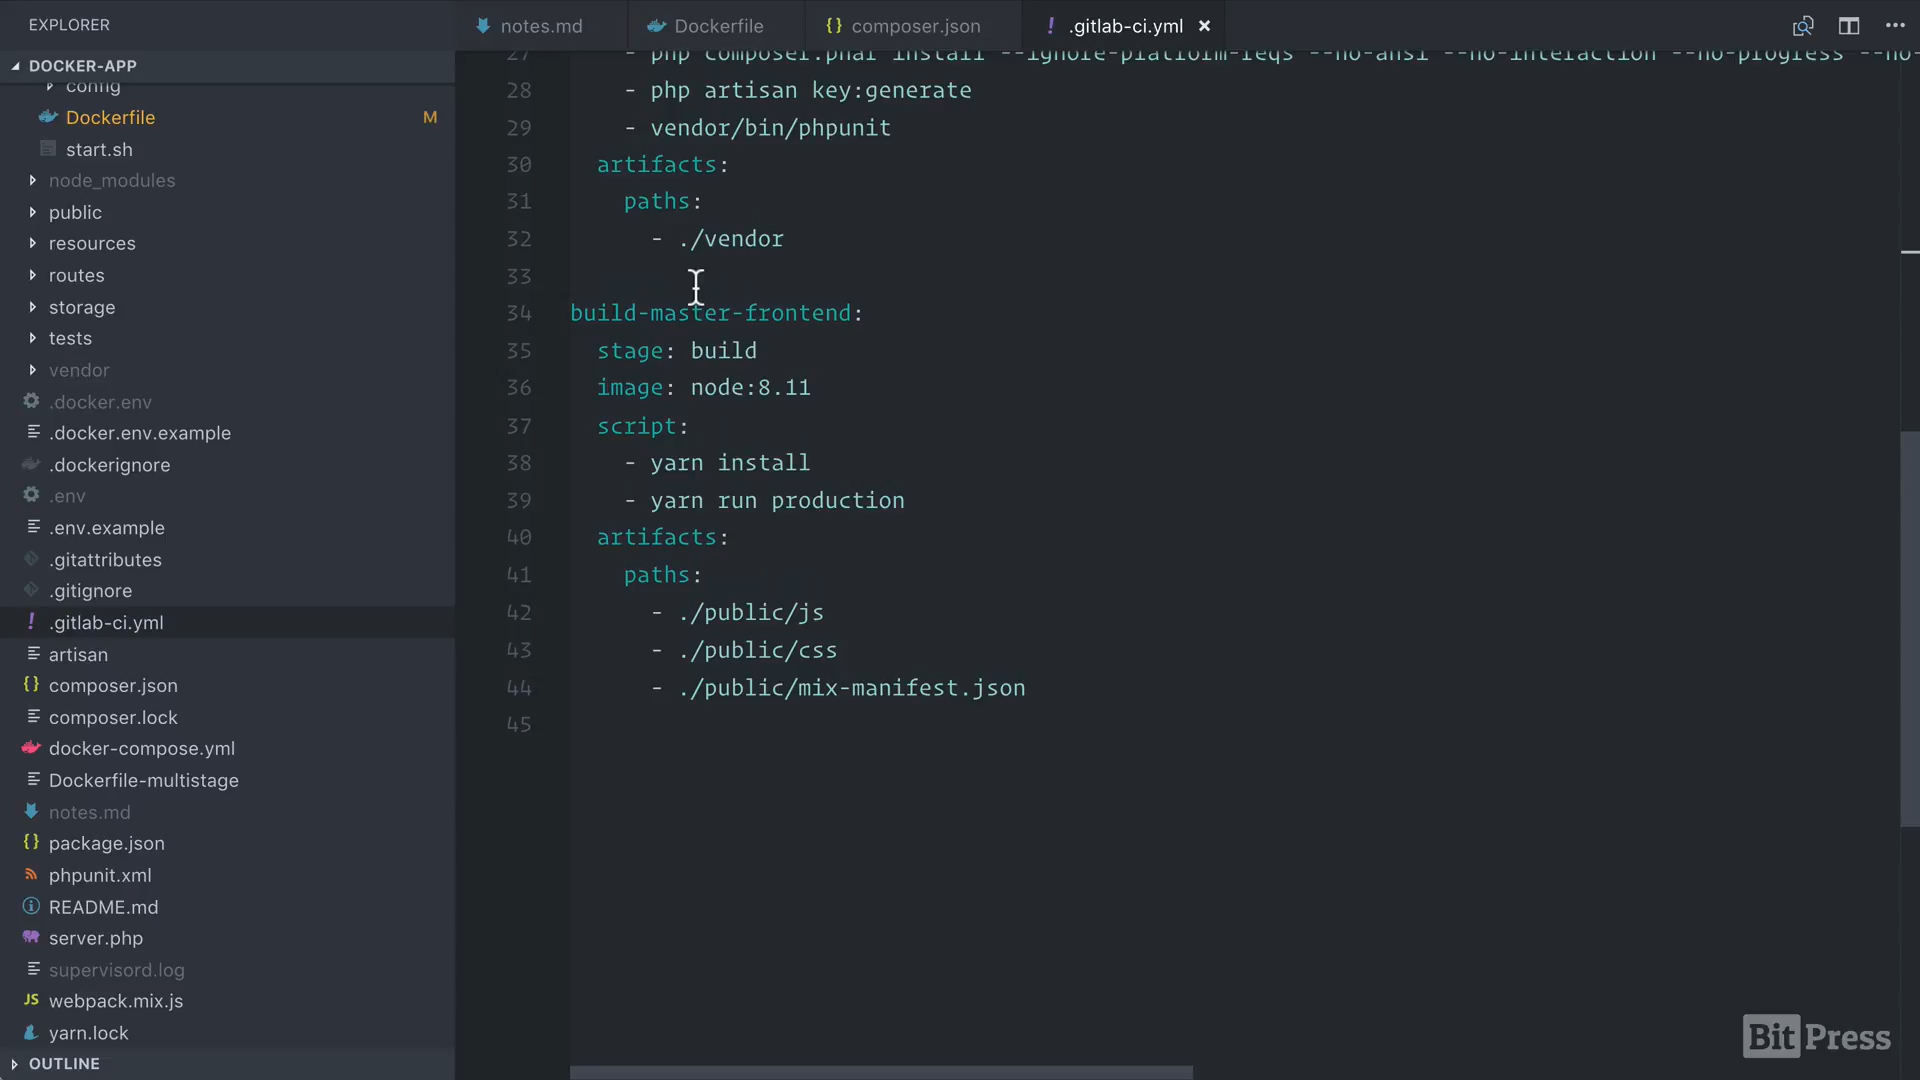 EXPLORER
DOCKER-APP
config
Dockerfile M
start.sh
node_modules
public
resources
routes
storage
tests
vendor
.docker.env
.docker.env.example
.dockerignore
.env
.env.example
.gitattributes
.gitignore
! .gitlab-ci.yml
artisan
{} composer.json
composer.lock
docker-compose.yml
Dockerfile-multistage
notes.md
{} package.json
phpunit.xml
README.md
server.php
supervisord.log
JS webpack.mix.js
yarn.lock
OUTLINE
notes.md Dockerfile {} composer.json ! .gitlab-ci.yml ×
27 - php composer.phar install --ignore-platform-reqs --no-ansi --no-interaction --no-progress --no-
28 - php artisan key:generate
29 - vendor/bin/phpunit
30 artifacts:
31 paths:
32 - ./vendor
33
34 build-master-frontend:
35 stage: build
36 image: node:8.11
37 script:
38 - yarn install
39 - yarn run production
40 artifacts:
41 paths:
42 - ./public/js
43 - ./public/css
44 - ./public/mix-manifest.json
45
BitPress